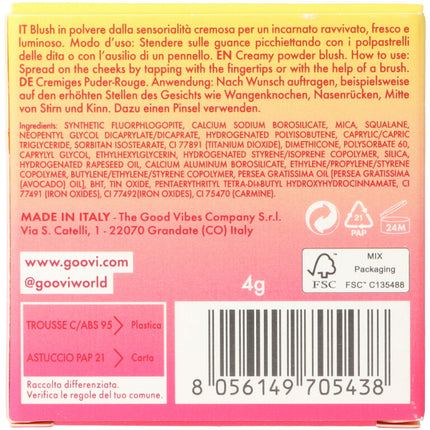 IT Blush in polvere dalla sensorialità cremosa per un incarnato ravvivato, fresco e
luminoso. Modo d'uso: Stendere sulle guance picchiettando con i polpastrelli
delle dita o con l'ausilio di un pennello. EN Creamy powder blush. How to use:
Spread on the cheeks by tapping with the fingertips or with the help of a brush.
DE Cremiges Puder-Rouge. Anwendung: Nach Wunsch auftragen, beispielsweise
auf den erhöhten Stellen des Gesichts wie Wangenknochen, Nasenrücken, Mitte
von Stirn und Kinn. Dazu einen Pinsel verwenden.
Ingredients: SYNTHETIC FLUORPHLOGOPITE, CALCIUM SODIUM BOROSILICATE, MICA, SQUALANE,
NEOPENTYL GLYCOL DICAPRYLATE/DICAPRATE, HYDROGENATED POLYISOBUTENE, CAPRYLIC/CAPRIC
TRIGLYCERIDE, SORBITAN ISOSTEARATE, CI 77891 (TITANIUM DIOXIDE), DIMETHICONE, POLYSORBATE 60,
CAPRYLYL GLYCOL, ETHYLHEXYLGLYCERIN, HYDROGENATED STYRENE/ISOPRENE COPOLYMER, SILICA,
HYDROGENATED RAPESEED OIL, CALCIUM ALUMINUM BOROSILICATE, ETHYLENE/PROPYLENE/STYRENE
COPOLYMER, BUTYLENE/ETHYLENE/STYRENE COPOLYMER, PERSEA GRATISSIMA OIL [PERSEA GRATISSIMA
(AVOCADO) OIL], BHT, TIN OXIDE, PENTAERYTHRITYL TETRA-DI-t-BUTYL HYDROXYHYDROCINNAMATE, CI
77491 (IRON OXIDES), CI 77492(IRON OXIDES), CI 75470 (CARMINE).
MADE IN ITALY - The Good Vibes Company S.r.l.
Via S. Catelli, 1 - 22070 Grandate (CO) Italy
21
PAP
24M
www.goovi.com
@gooviworld
4g
FSC
MIX
Packaging
FSC™ C135488
TROUSSE C/ABS 95 Plastica
ASTUCCIO PAP 21 Carta
Raccolta differenziata.
Verifica le regole del tuo comune.
8 056149 705438